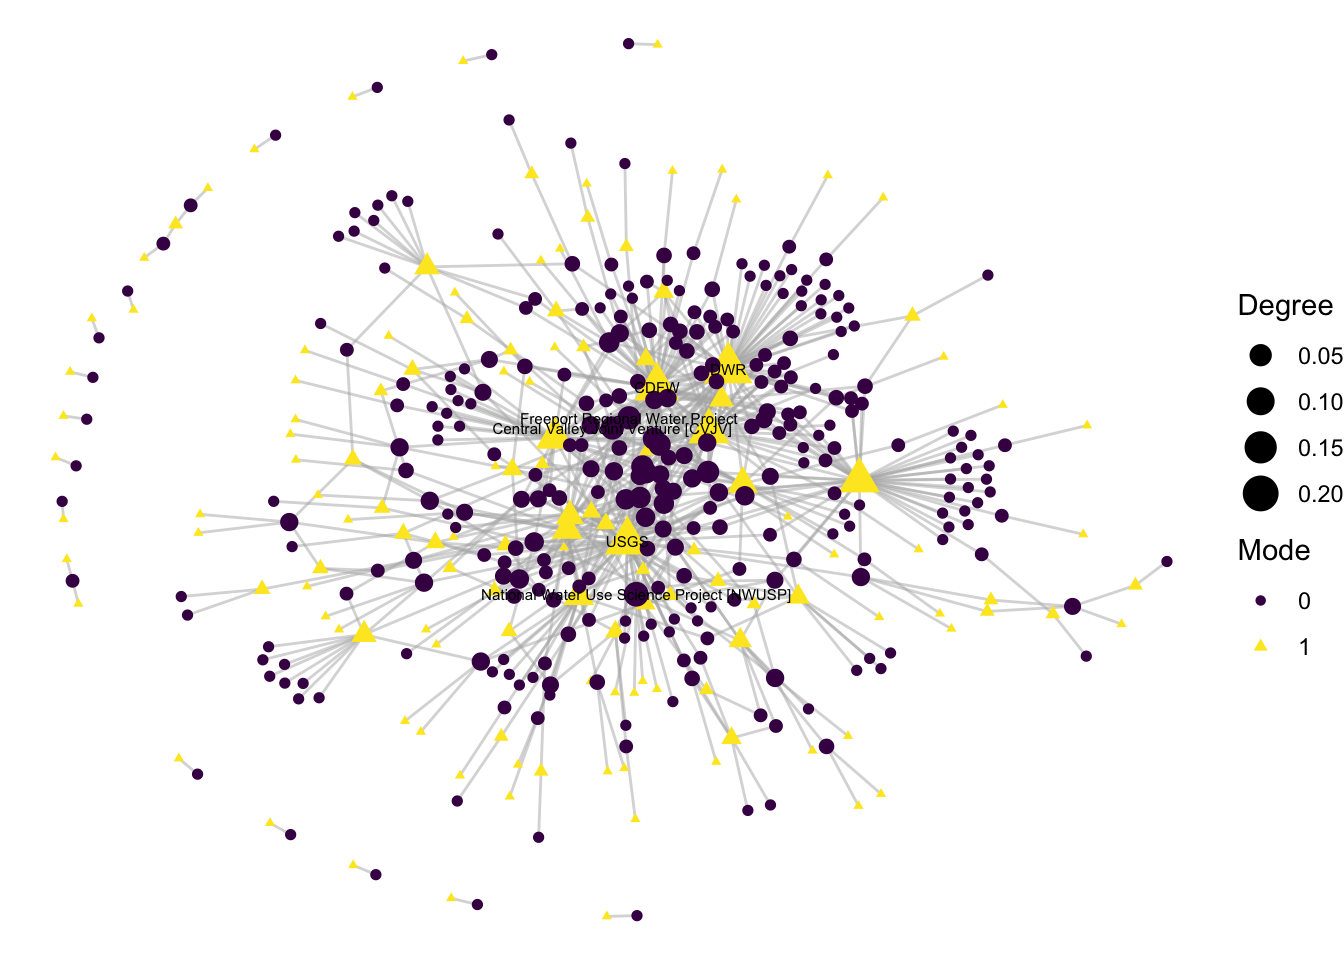 DWR
CDFW
Freeport Regional Water Project
Central Valley Joint Venture [CVJV]
USGS
National Water Use Science Project [NWUSP]
Degree
0.05
0.10
0.15
0.20
Mode
0
1